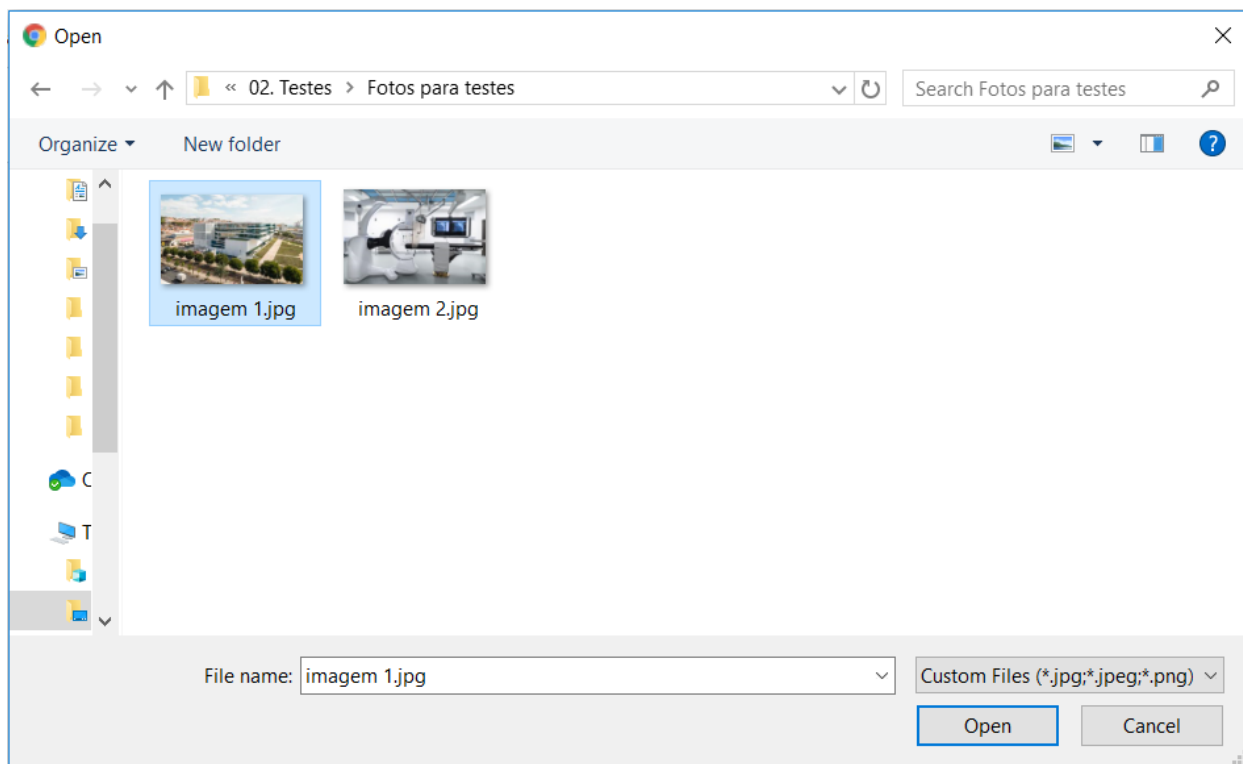 Open
« 02. Testes > Fotos para testes
Search Fotos para testes
Organize
New folder
?
imagem 1.jpg
imagem 2.jpg
C
T
File name: imagem 1.jpg
Custom Files (*.jpg;*.jpeg;*.png)
Open
Cancel